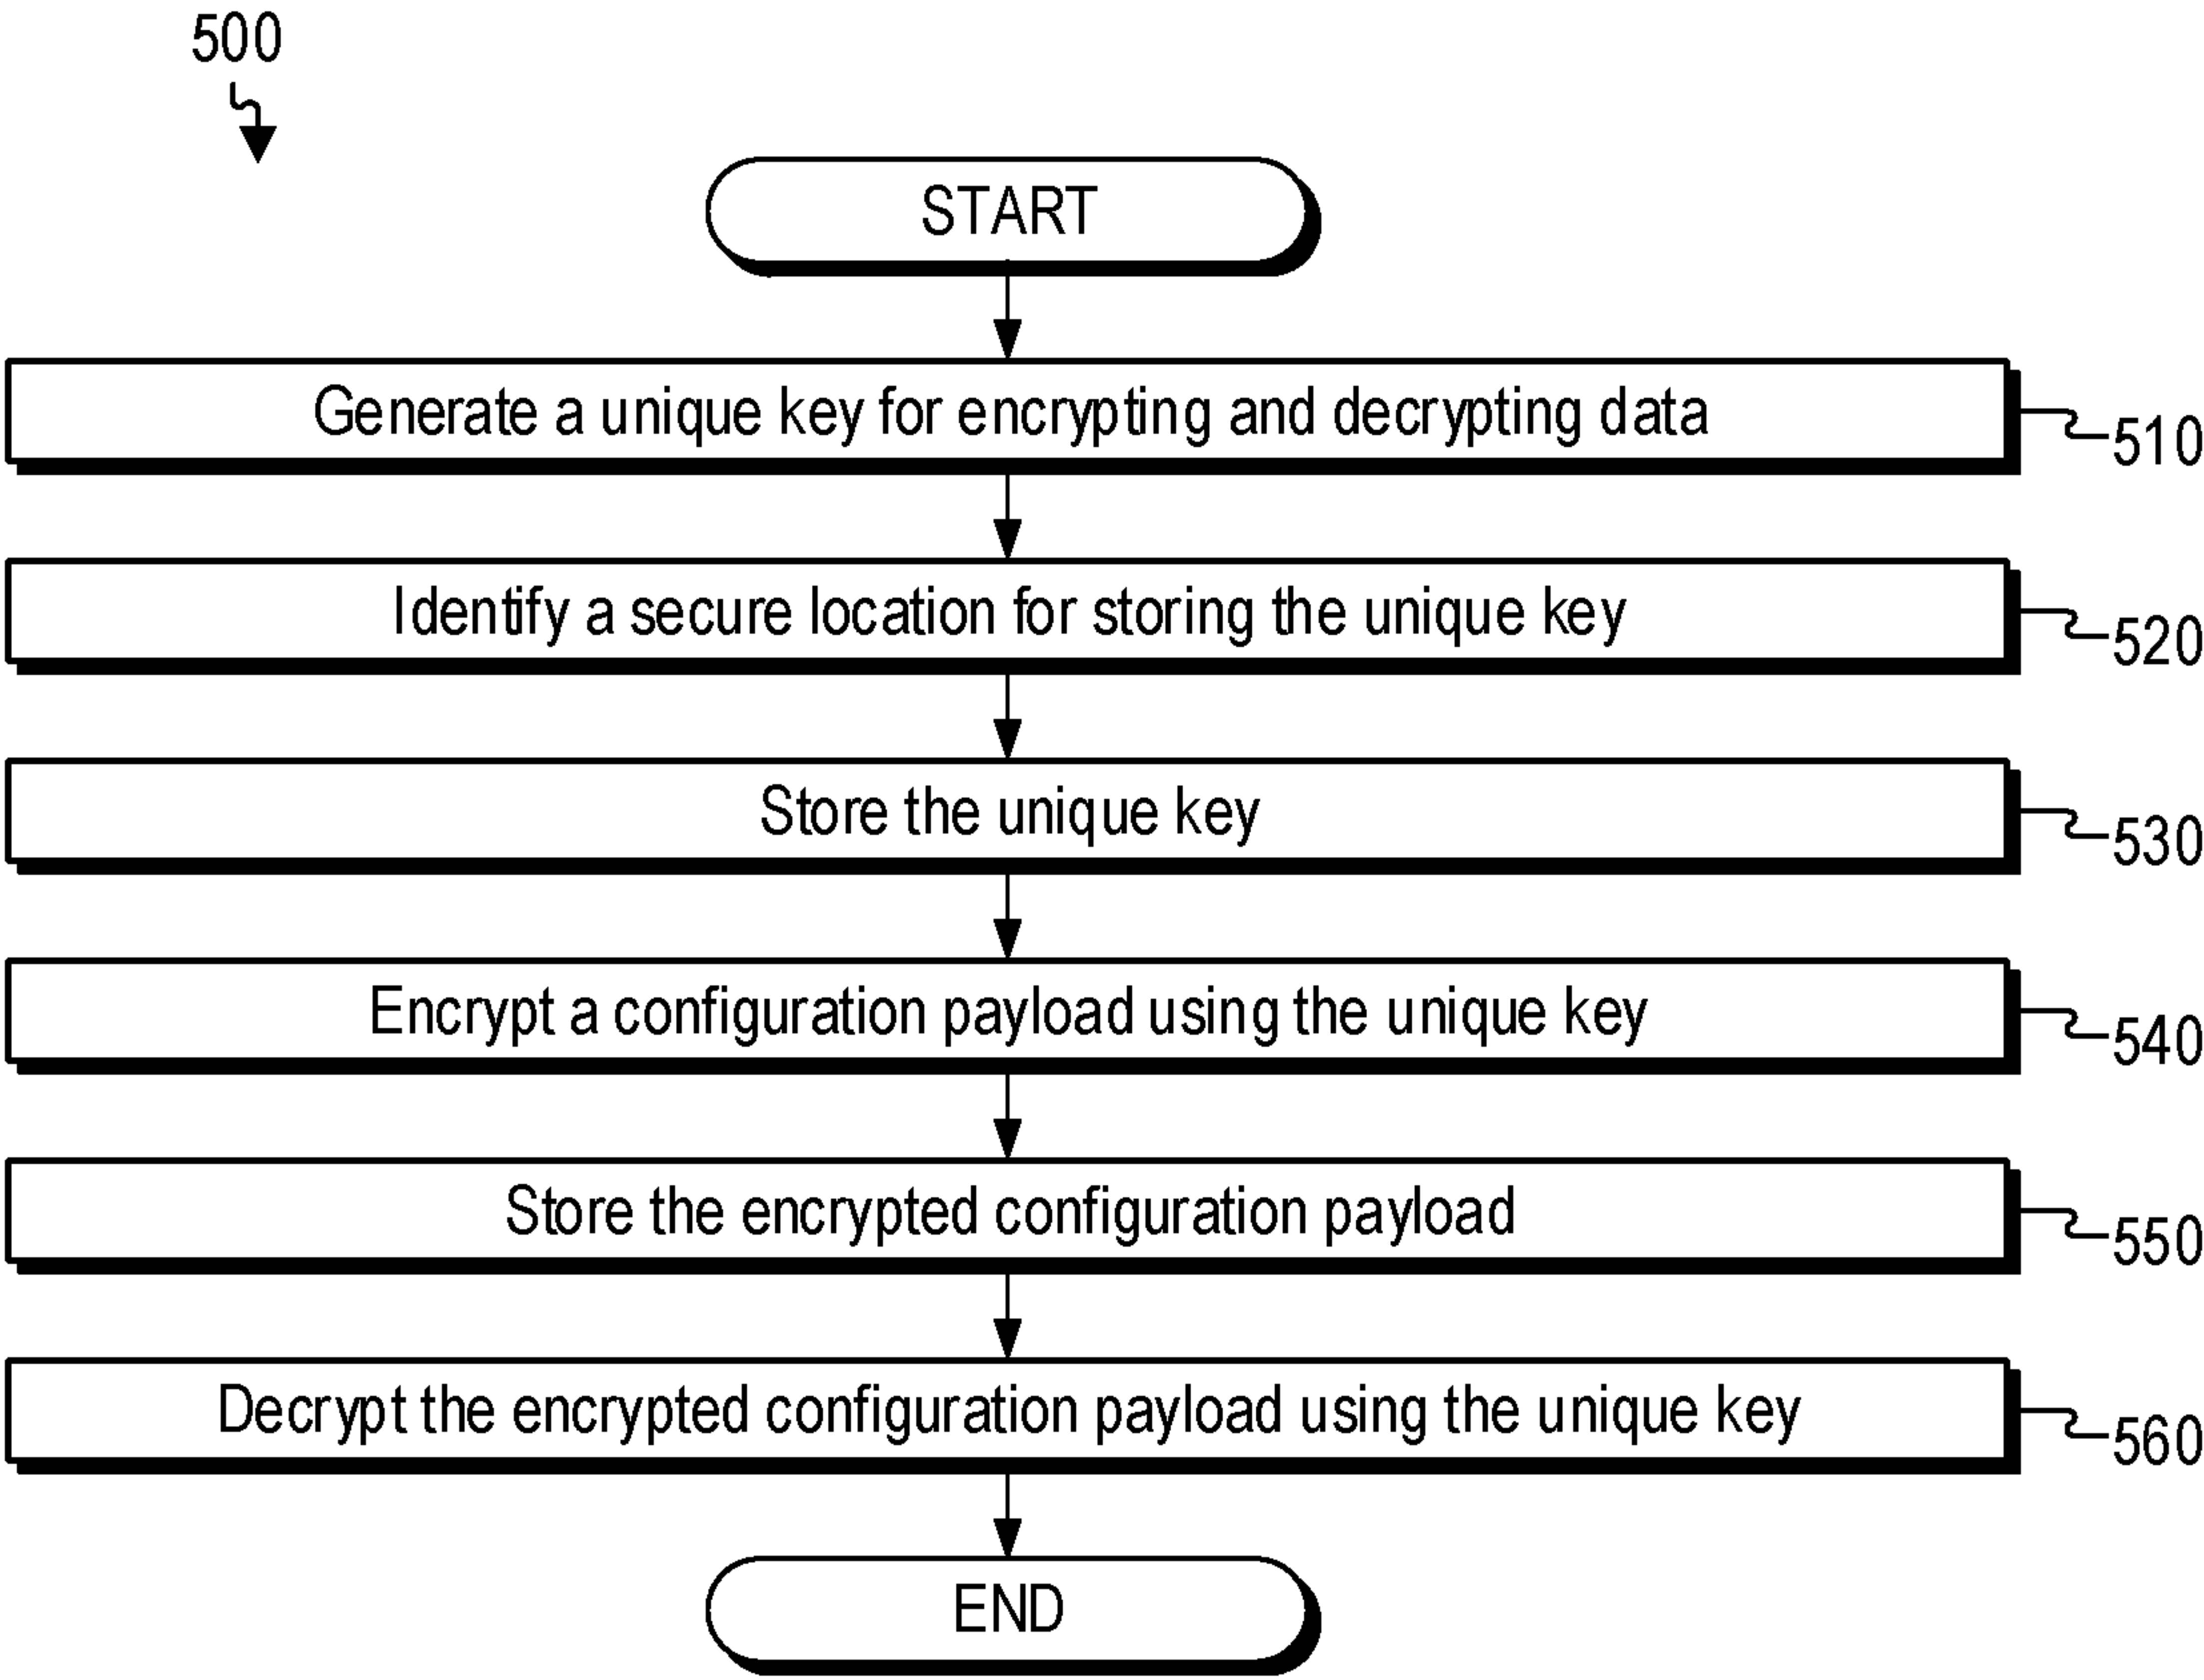 500
START
Generate a unique key for encrypting and decrypting data
510
Identify a secure location for storing the unique key
520
Store the unique key
530
Encrypt a configuration payload using the unique key
540
Store the encrypted configuration payload
550
Decrypt the encrypted configuration payload using the unique key
560
END